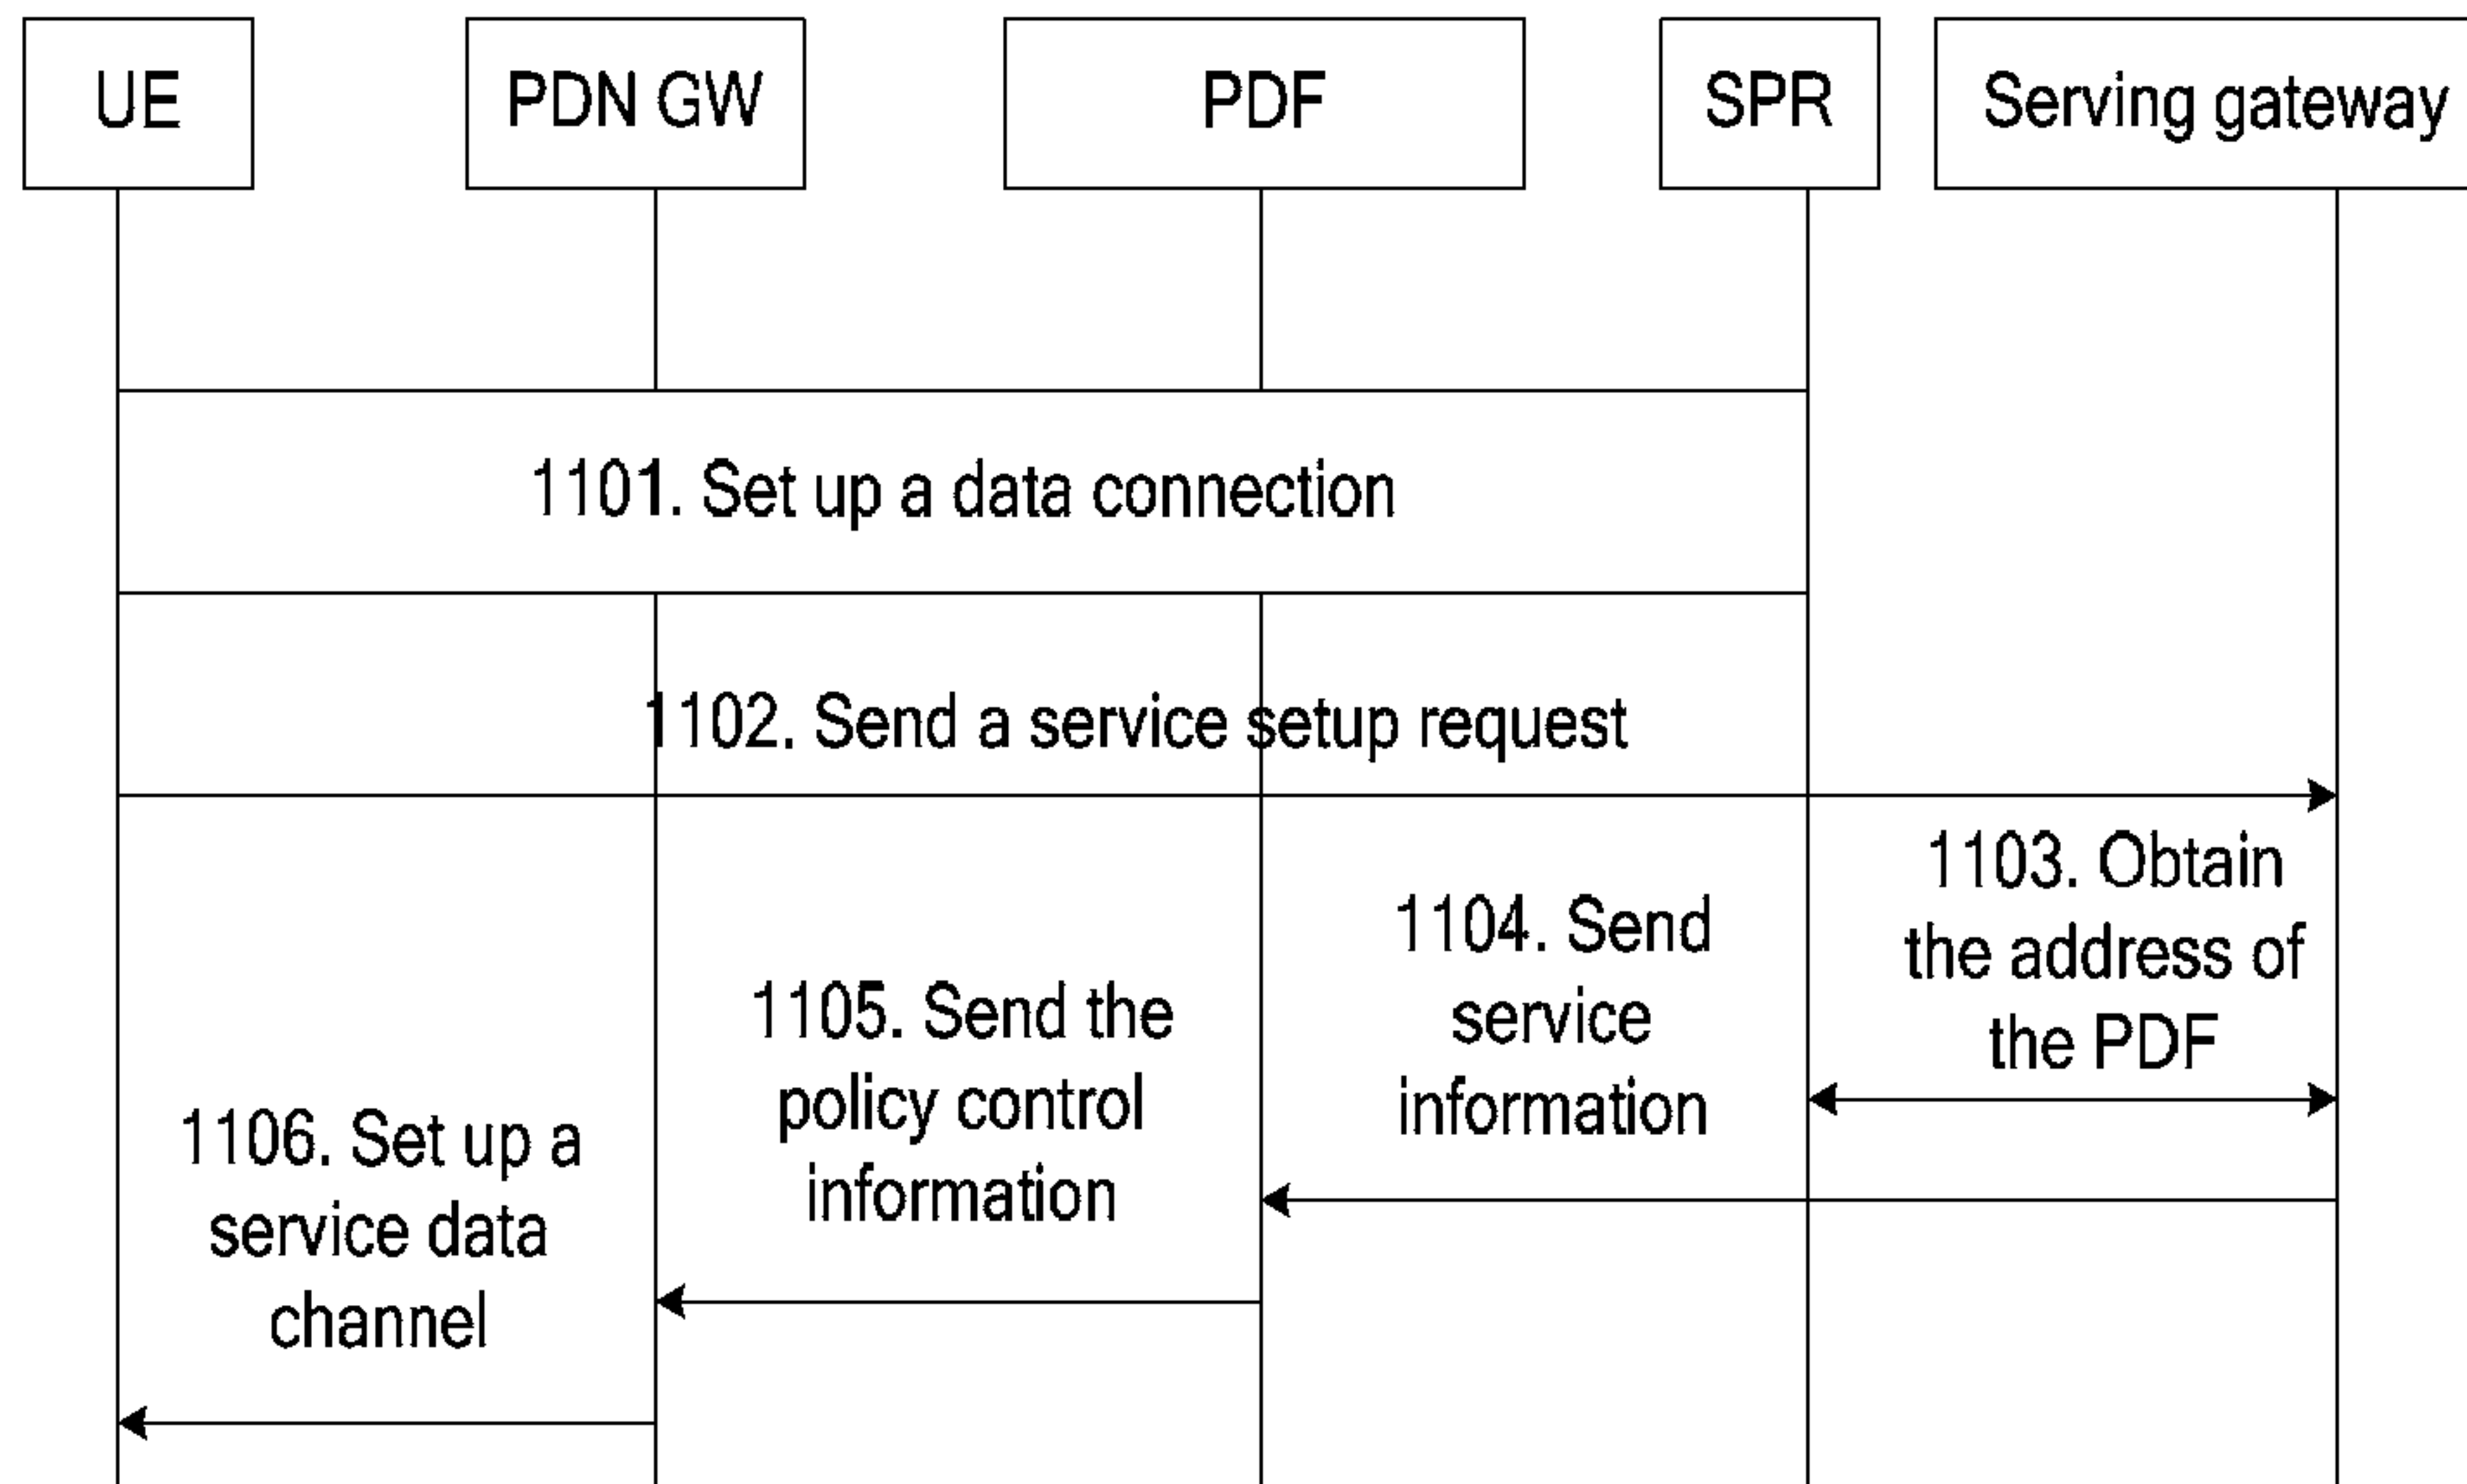 UE
PDN GW
PDF
SPR
Serving gateway
1101. Set up a data connection
1102. Send a service setup request
1103. Obtain
the address of
the PDF
1104. Send
service
information
1105. Send the
policy control
information
1106. Set up a
service data
channel